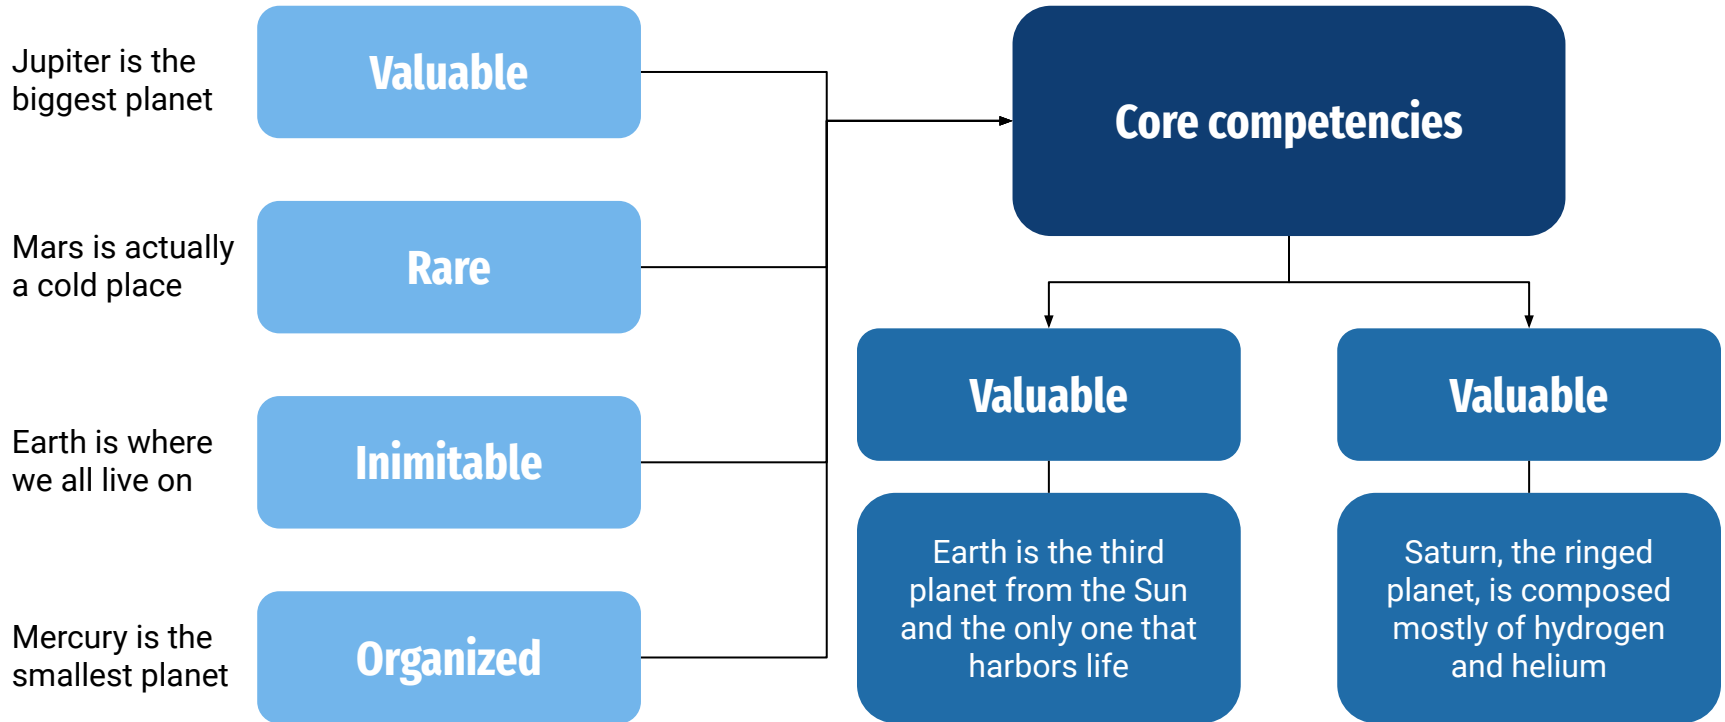 Jupiter is the
biggest planet
Valuable
Mars is actually
a cold place
Rare
Earth is where
we all live on
Inimitable
Mercury is the
smallest planet
Organized
Core competencies
Valuable
Earth is the third
planet from the Sun
and the only one that
harbors life
Valuable
Saturn, the ringed
planet, is composed
mostly of hydrogen
and helium